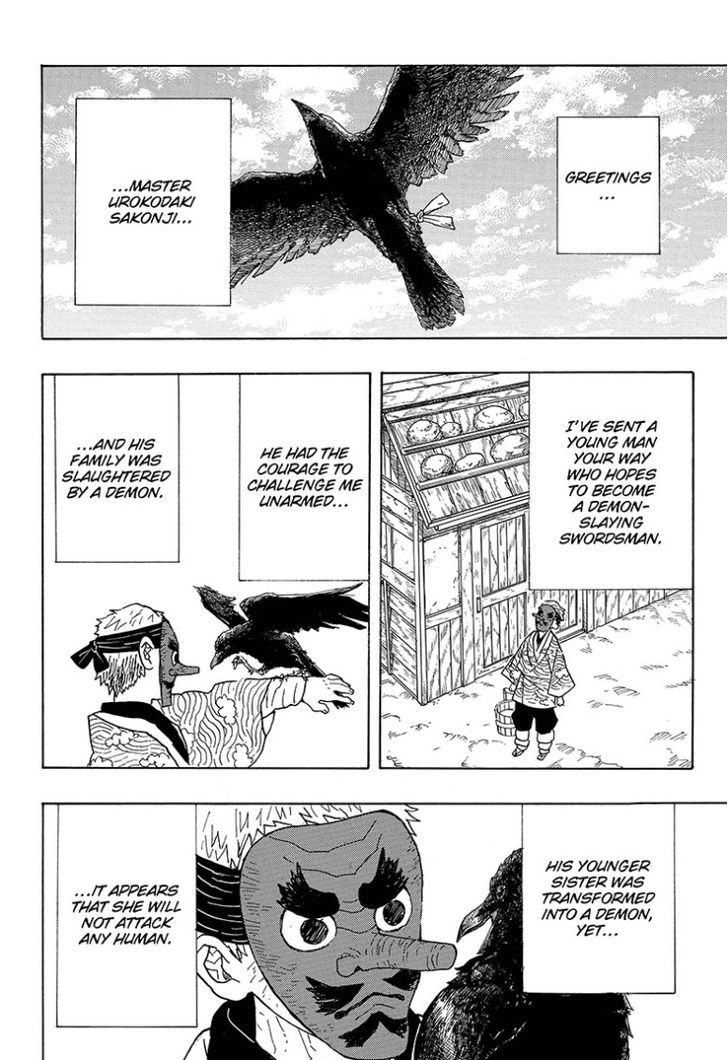 GREETINGS
...
...MASTER
UROKODAKI
SAKONJI...
I'VE SENT A
YOUNG MAN
YOUR WAY
WHO HOPES
TO BECOME
A DEMON-
SLAYING
SWORDSMAN.
HE HAD THE
COURAGE TO
CHALLENGE ME
UNARMED...
...AND HIS
FAMILY WAS
SLAUGHTERED
BY A DEMON.
HIS YOUNGER
SISTER WAS
TRANSFORMED
INTO A DEMON,
YET...
...IT APPEARS
THAT SHE WILL
NOT ATTACK
ANY HUMAN.